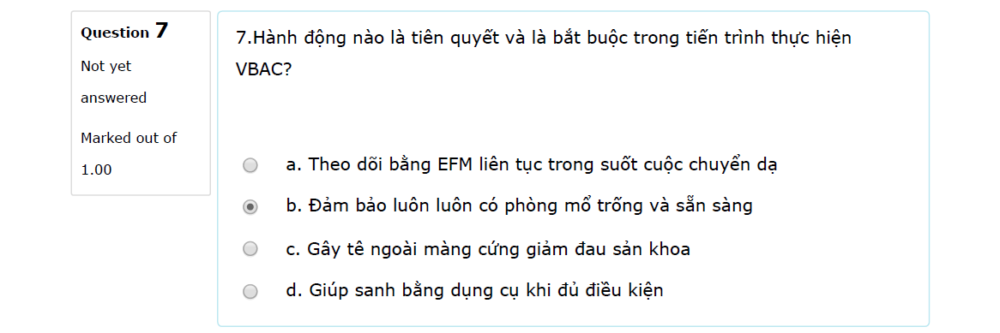 Question 7
Not yet
answered
Marked out of
1.00
7.Hành động nào là tiên quyết và là bắt buộc trong tiến trình thực hiện
VBAC?
a. Theo dõi bằng EFM liên tục trong suốt cuộc chuyển dạ
b. Đảm bảo luôn luôn có phòng mổ trống và sẵn sàng
c. Gây tê ngoài màng cứng giảm đau sản khoa
d. Giúp sanh bằng dụng cụ khi đủ điều kiện